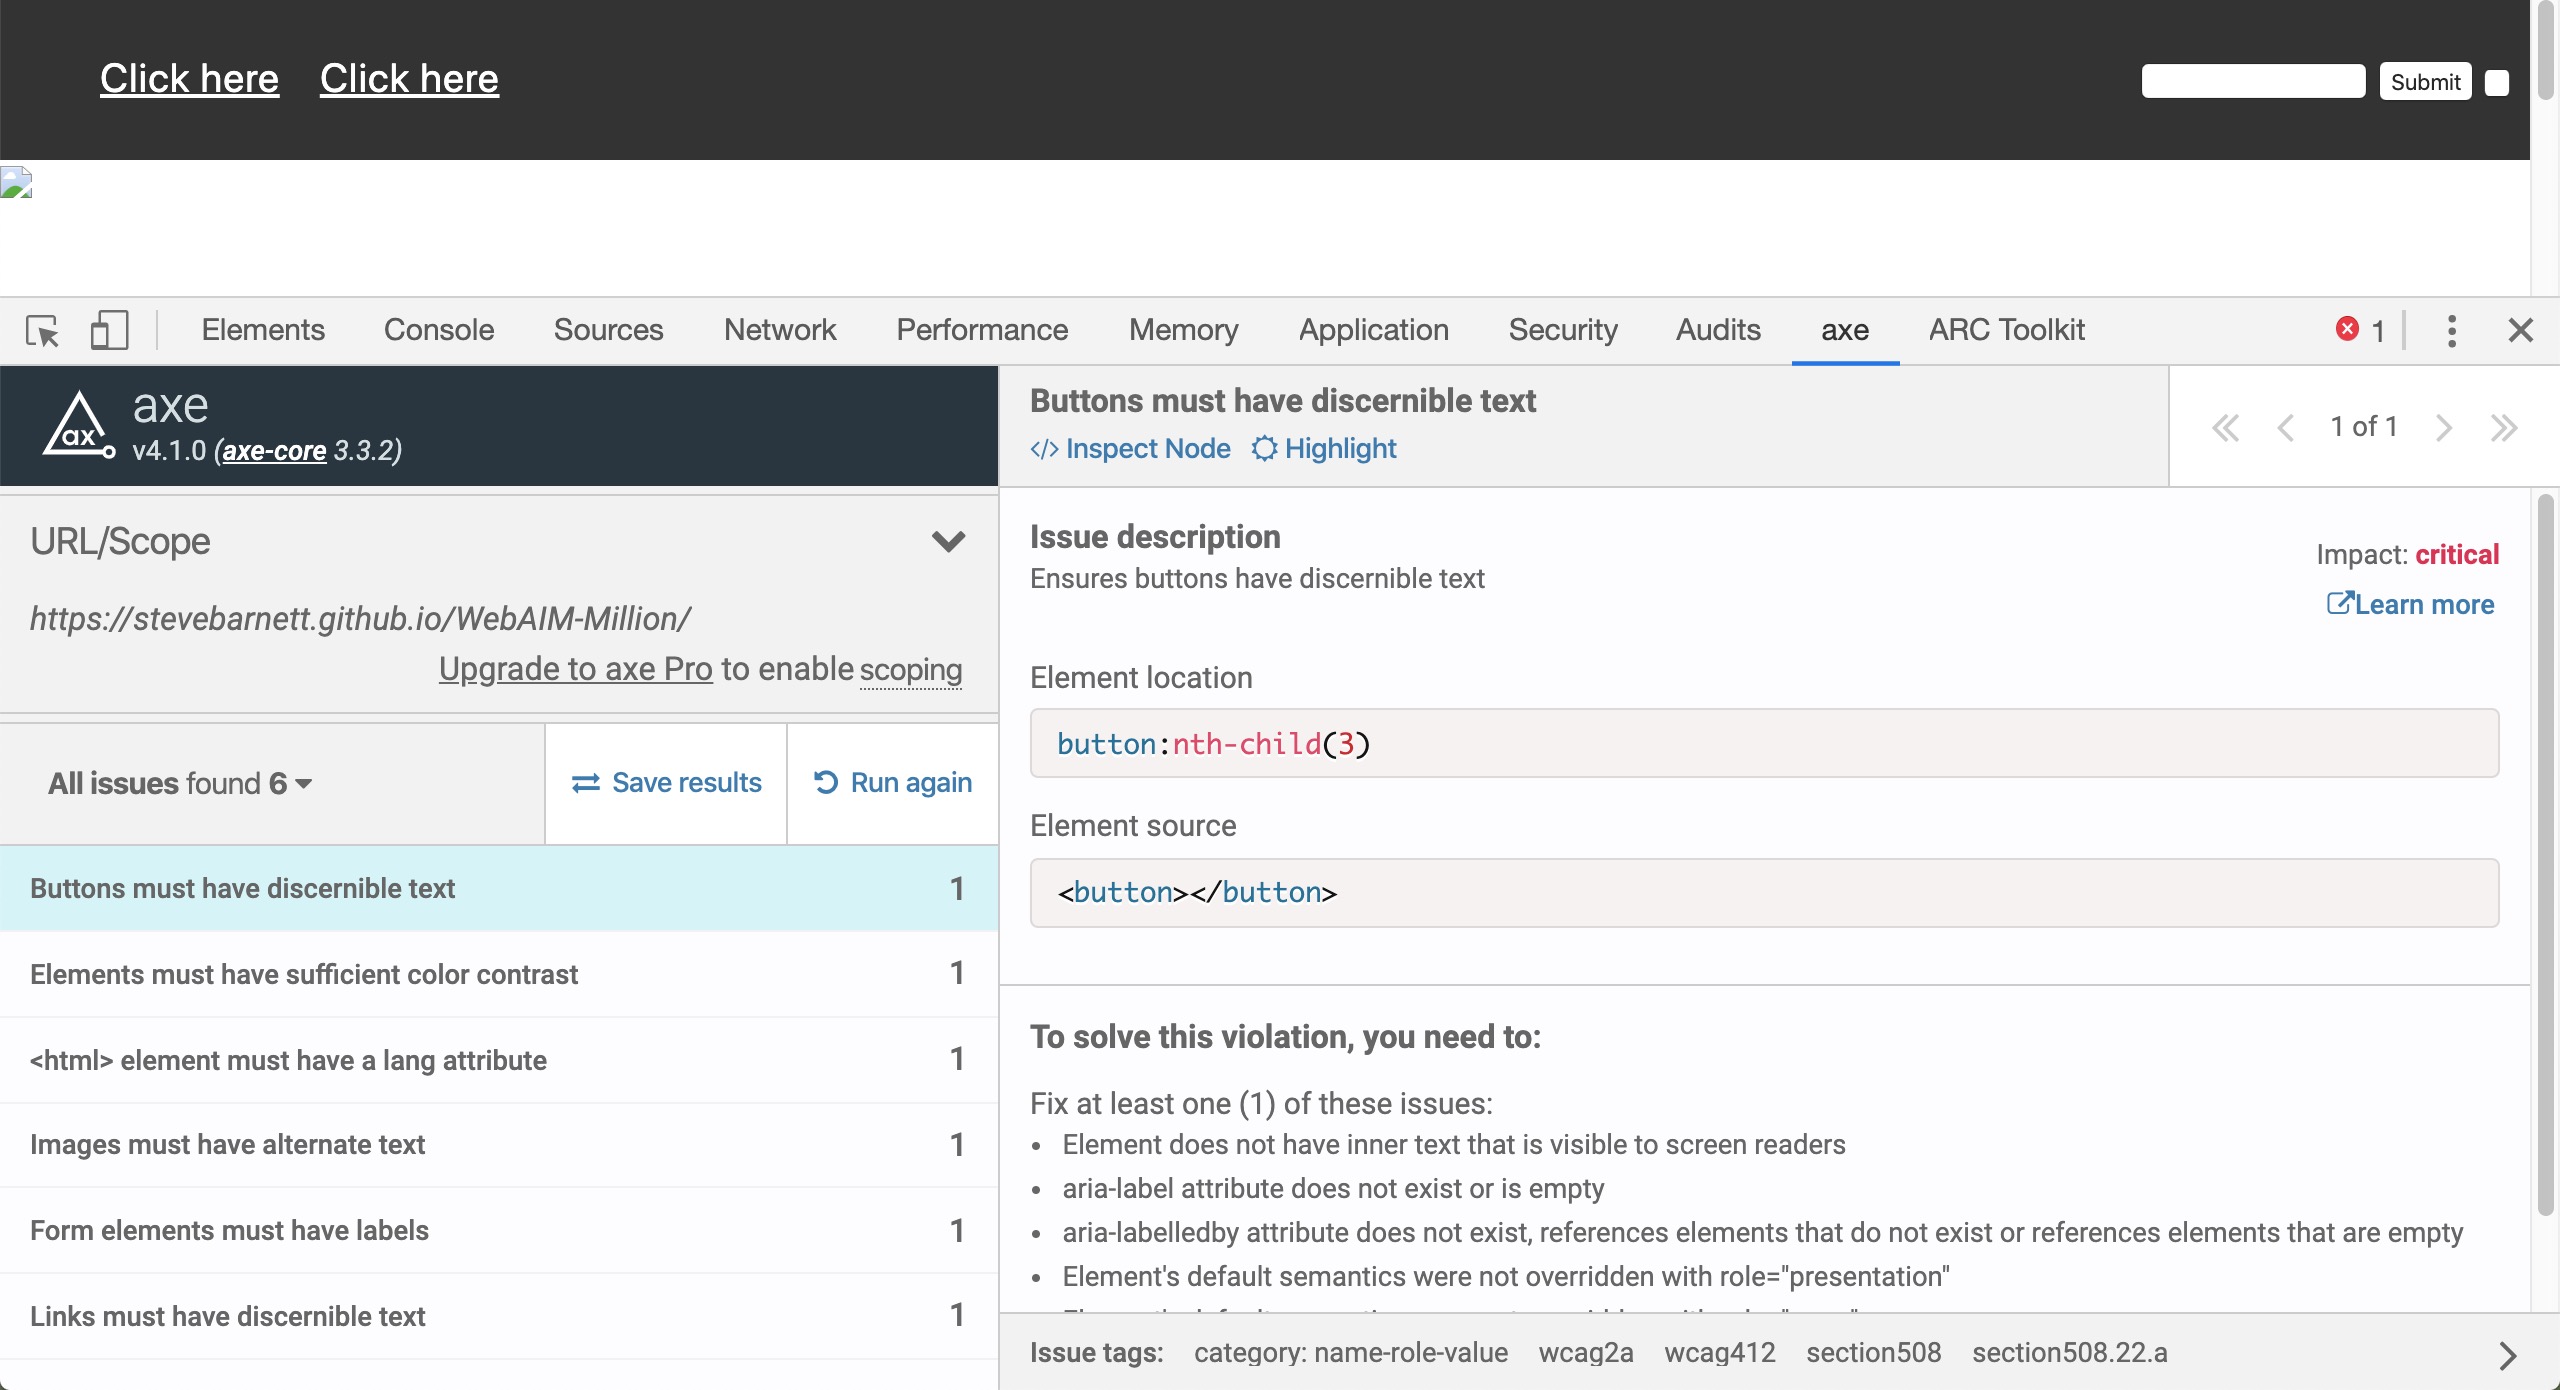 Click here Click here Submit
Elements Console Sources Network Performance Memory Application Security Audits axe ARC Toolkit 1
ax
axe
v4.1.0 (axe-core 3.3.2)
URL/Scope
https://stevebarnett.github.io/WebAIM-Million/
Upgrade to axe Pro to enable scoping
All issues found 6 Save results Run again
Buttons must have discernible text 1
Elements must have sufficient color contrast 1
<html> element must have a lang attribute 1
Images must have alternate text 1
Form elements must have labels 1
Links must have discernible text 1
Buttons must have discernible text
</> Inspect Node Highlight
1 of 1
Issue description
Ensures buttons have discernible text
Impact: critical
Learn more
Element location
button:nth-child(3)
Element source
<button></button>
To solve this violation, you need to:
Fix at least one (1) of these issues:
• Element does not have inner text that is visible to screen readers
• aria-label attribute does not exist or is empty
• aria-labelledby attribute does not exist, references elements that do not exist or references elements that are empty
• Element's default semantics were not overridden with role="presentation"
Issue tags: category: name-role-value wcag2a wcag412 section508 section508.22.a